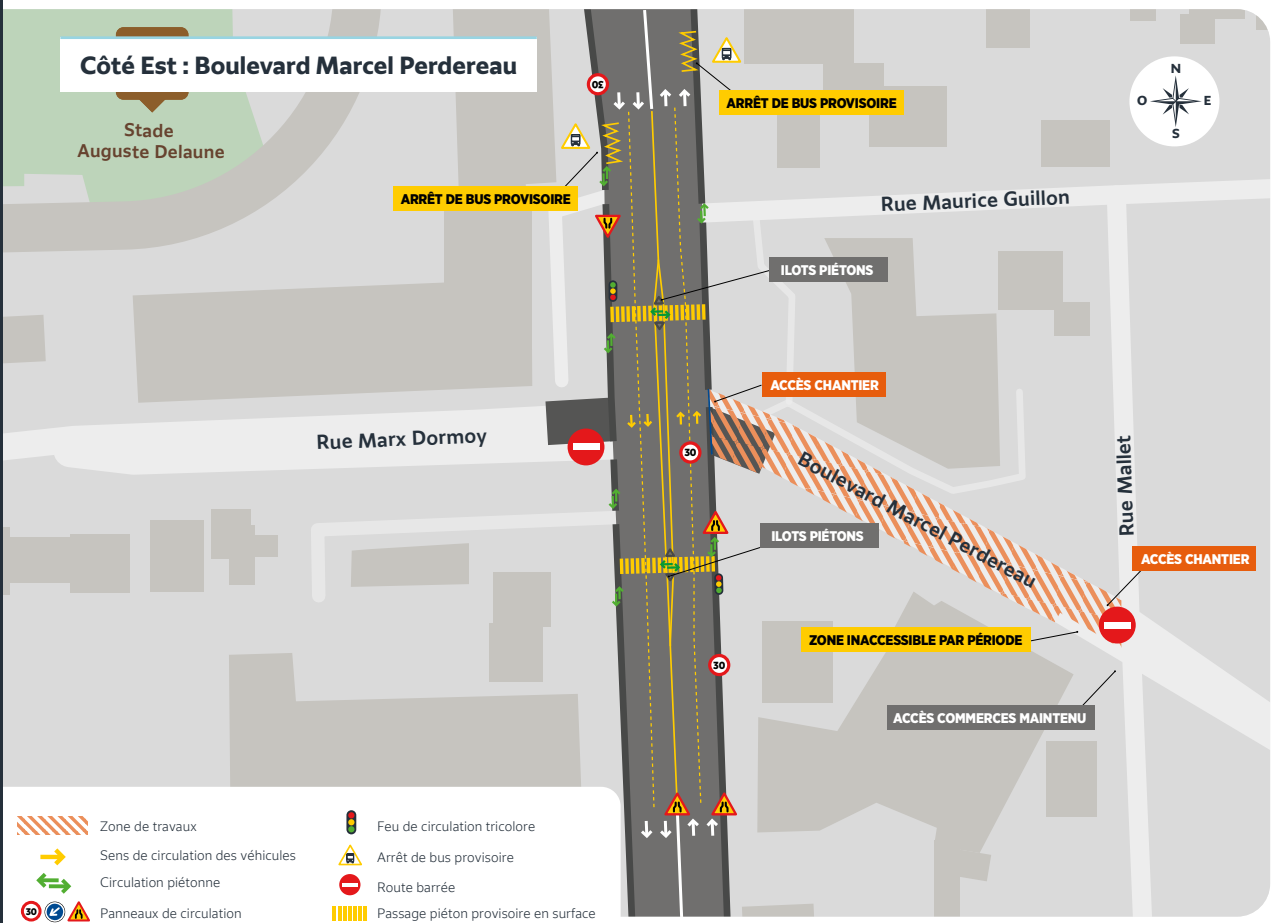 Côté Est : Boulevard Marcel Perdereau
Stade
Auguste Delaune
30
ARRÊT DE BUS PROVISOIRE
N
O
E
S
ARRÊT DE BUS PROVISOIRE
Rue Maurice Guillon
ILOTS PIÉTONS
ACCÈS CHANTIER
Rue Marx Dormoy
30
Boulevard Marcel Perdereau
Rue Mallet
ILOTS PIÉTONS
ACCÈS CHANTIER
ZONE INACCESSIBLE PAR PÉRIODE
30
ACCÈS COMMERCES MAINTENU
Zone de travaux
Sens de circulation des véhicules
Circulation piétonne
30 Panneaux de circulation
Feu de circulation tricolore
Arrêt de bus provisoire
Route barrée
Passage piéton provisoire en surface